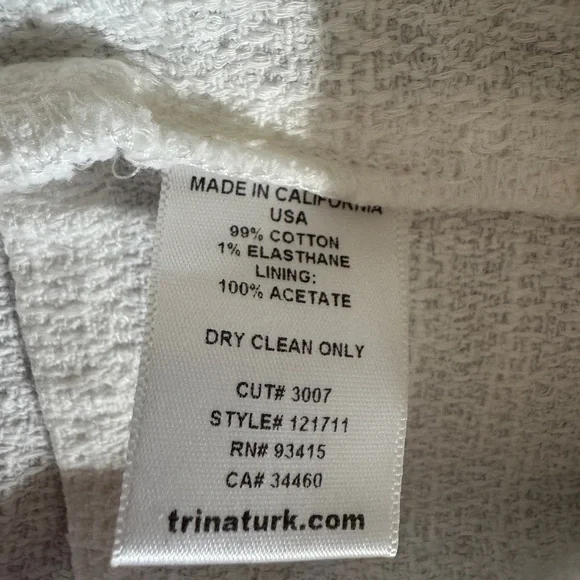 MADE IN CALIFORNIA
USA
99% COTTON
1% ELASTHANE
LINING:
100% ACETATE
DRY CLEAN ONLY
CUT# 3007
STYLE# 121711
RN# 93415
CA# 34460
trinaturk.com